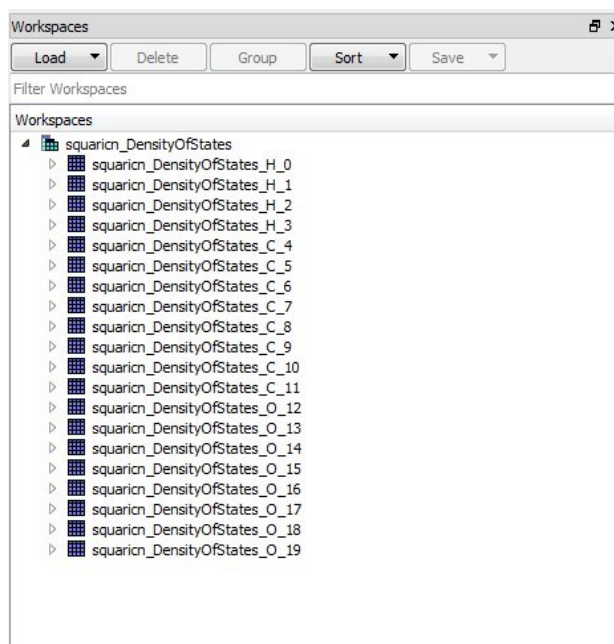 Workspaces
Load Delete Group Sort Save
Filter Workspaces
Workspaces
squaricn_DensityOfStates
squaricn_DensityOfStates_H_0
squaricn_DensityOfStates_H_1
squaricn_DensityOfStates_H_2
squaricn_DensityOfStates_H_3
squaricn_DensityOfStates_C_4
squaricn_DensityOfStates_C_5
squaricn_DensityOfStates_C_6
squaricn_DensityOfStates_C_7
squaricn_DensityOfStates_C_8
squaricn_DensityOfStates_C_9
squaricn_DensityOfStates_C_10
squaricn_DensityOfStates_C_11
squaricn_DensityOfStates_O_12
squaricn_DensityOfStates_O_13
squaricn_DensityOfStates_O_14
squaricn_DensityOfStates_O_15
squaricn_DensityOfStates_O_16
squaricn_DensityOfStates_O_17
squaricn_DensityOfStates_O_18
squaricn_DensityOfStates_O_19